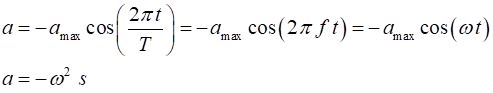 a = −a_max cos(2πt/T) = −a_max cos(2π f t) = −a_max cos(ωt)
a = −ω² s